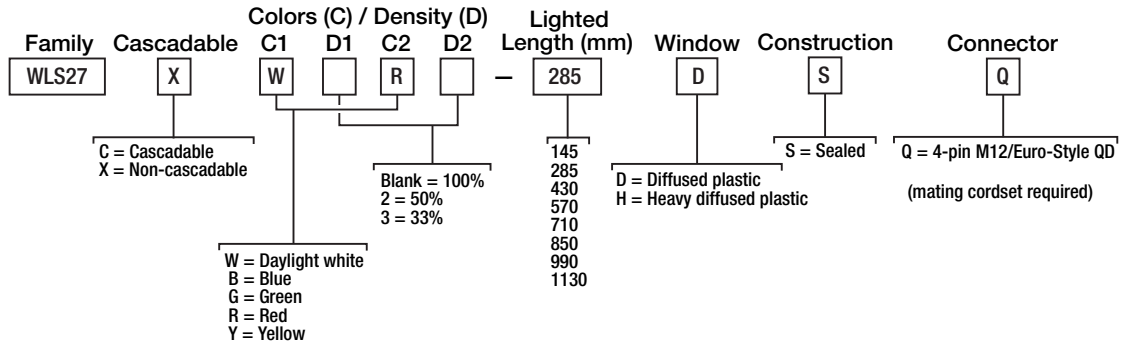 Colors (C) / Density (D)
Lighted
Family Cascadable C1 D1 C2 D2 Length (mm) Window Construction Connector
WLS27 X W R – 285 D S Q
C = Cascadable
X = Non-cascadable
Blank = 100%
2 = 50%
3 = 33%
W = Daylight white
B = Blue
G = Green
R = Red
Y = Yellow
145
285
430
570
710
850
990
1130
D = Diffused plastic
H = Heavy diffused plastic
S = Sealed
Q = 4-pin M12/Euro-Style QD
(mating cordset required)